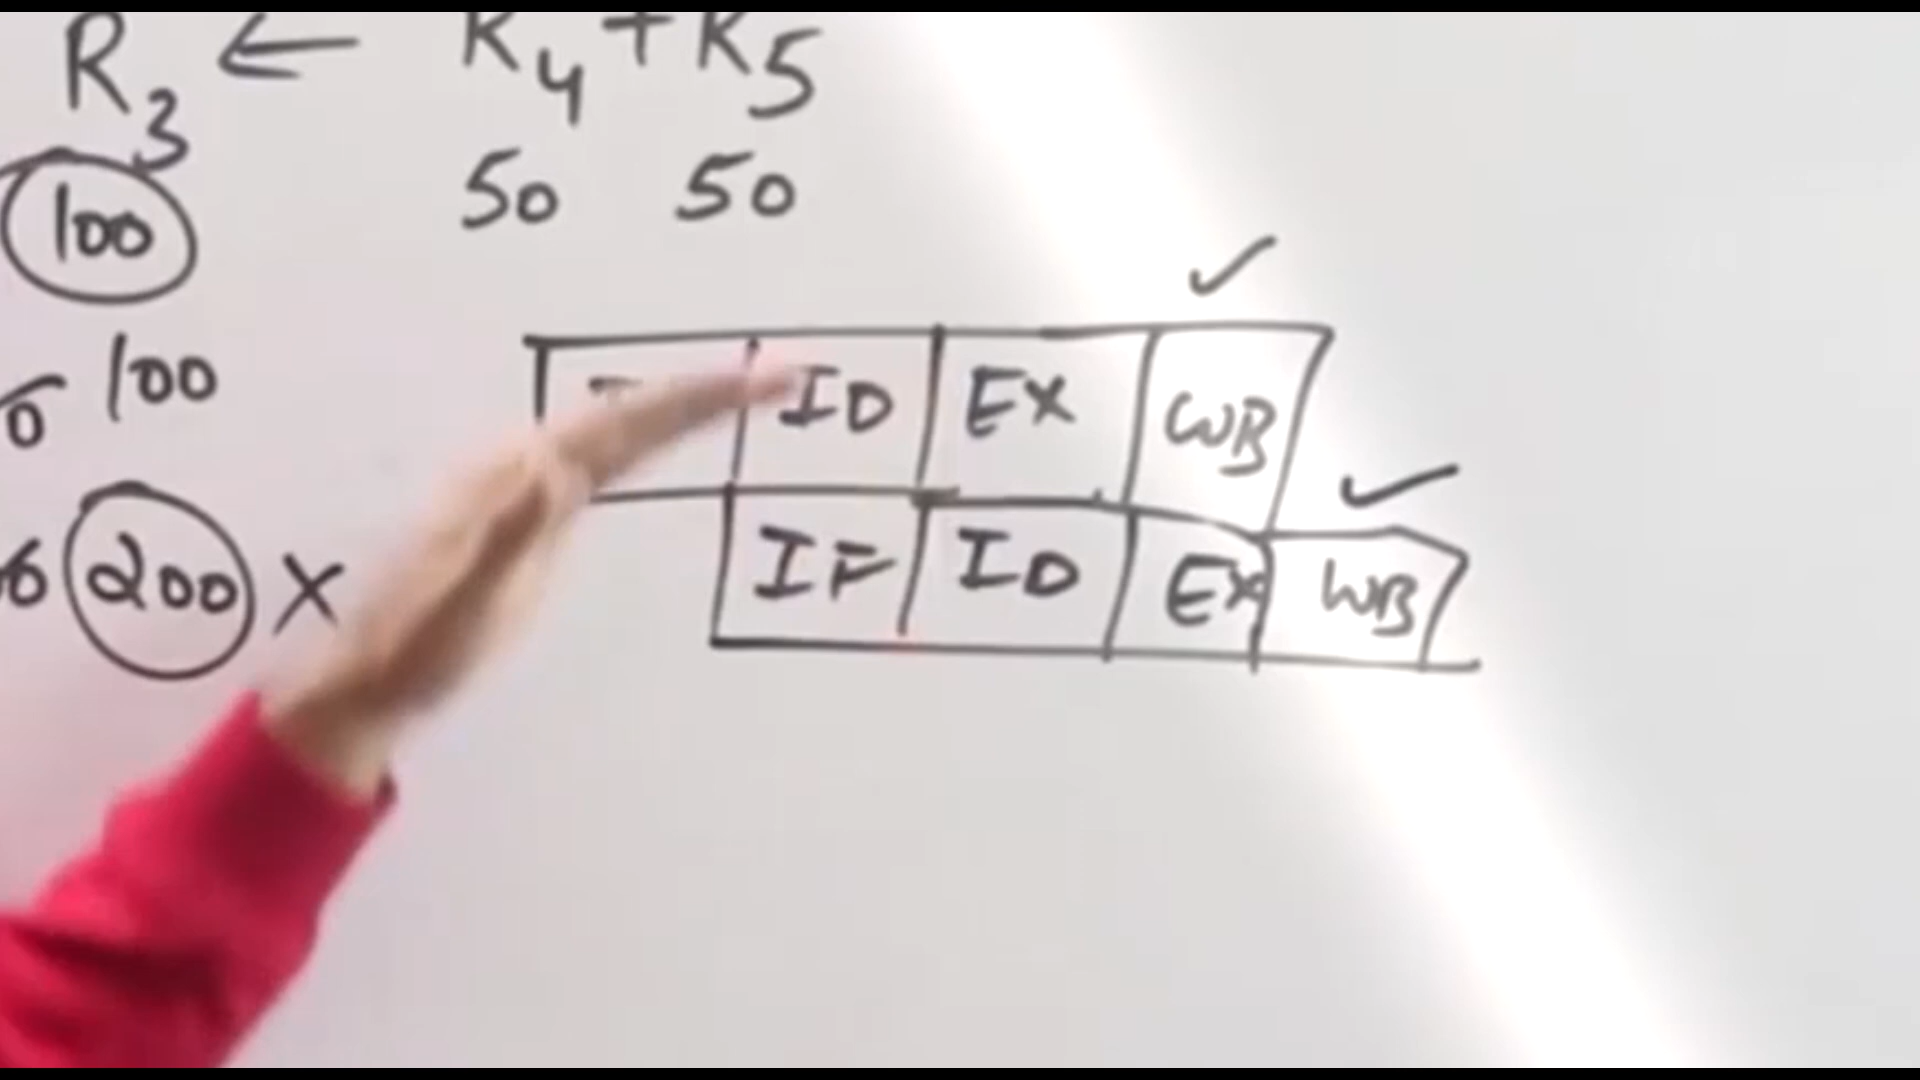 R3 ← R4 + R5
100 50 50
100
200 X
✓
ID EX WB
✓
IF ID EX WB